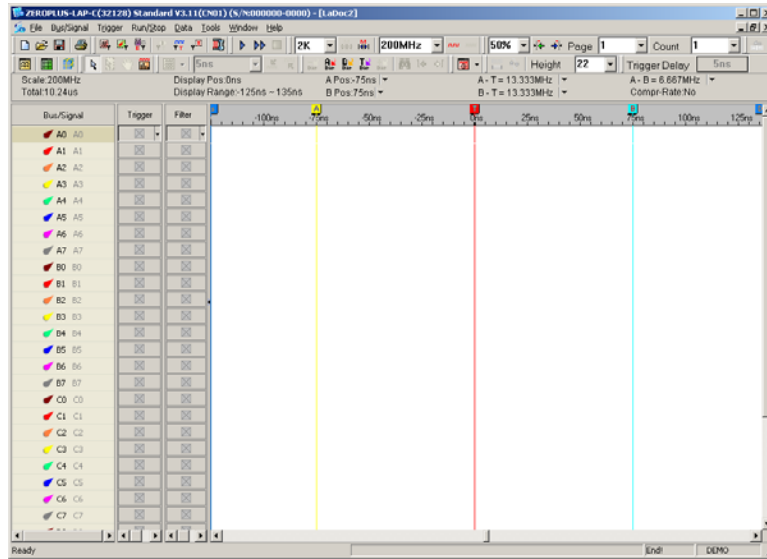 ZEROPLUS-LAP-C(32128) Standard V3.11(CN01) (S/N:000000-0000) - [LaDoc2]
File Bus/Signal Trigger Run/Stop Data Tools Window Help
2K 200MHz 50% Page 1 Count 1
5ns Height 22 Trigger Delay 5ns
Scale:200MHz Display Pos:0ns A Pos:-75ns A - T = 13.333MHz A - B = 6.667MHz
Total:10.24us Display Range:-125ns ~ 135ns B Pos:75ns B - T = 13.333MHz Compr-Rate:No
Bus/Signal Trigger Filter
A T B
-100ns -75ns -50ns -25ns 0ns 25ns 50ns 75ns 100ns 125ns
A0 A0
A1 A1
A2 A2
A3 A3
A4 A4
A5 A5
A6 A6
A7 A7
B0 B0
B1 B1
B2 B2
B3 B3
B4 B4
B5 B5
B6 B6
B7 B7
C0 C0
C1 C1
C2 C2
C3 C3
C4 C4
C5 C5
C6 C6
C7 C7
Ready End! DEMO